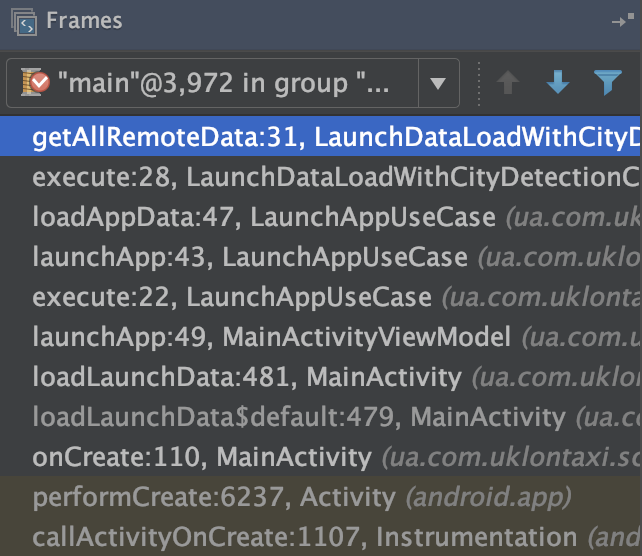 Frames
"main"@3,972 in group "...
getAllRemoteData:31, LaunchDataLoadWithCityD
execute:28, LaunchDataLoadWithCityDetectionC
loadAppData:47, LaunchAppUseCase (ua.com.uk
launchApp:43, LaunchAppUseCase (ua.com.uklo
execute:22, LaunchAppUseCase (ua.com.uklonta
launchApp:49, MainActivityViewModel (ua.com.u
loadLaunchData:481, MainActivity (ua.com.uklon
loadLaunchData$default:479, MainActivity (ua.c
onCreate:110, MainActivity (ua.com.uklontaxi.sc
performCreate:6237, Activity (android.app)
callActivityOnCreate:1107, Instrumentation (and